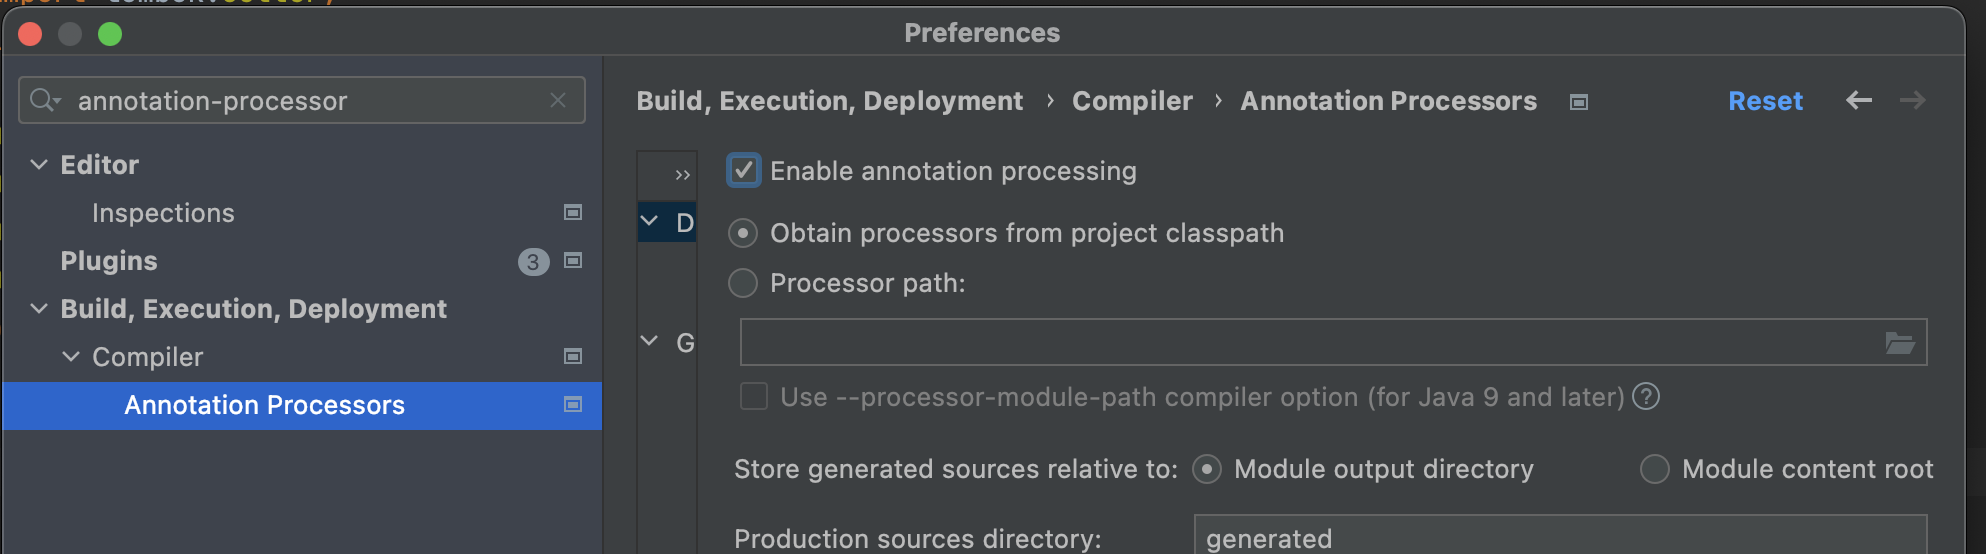 Preferences
annotation-processor
Editor
Inspections
Plugins 3
Build, Execution, Deployment
Compiler
Annotation Processors
Build, Execution, Deployment › Compiler › Annotation Processors Reset
»
D
G
Enable annotation processing
Obtain processors from project classpath
Processor path:
Use --processor-module-path compiler option (for Java 9 and later) ?
Store generated sources relative to: Module output directory Module content root
Production sources directory: generated